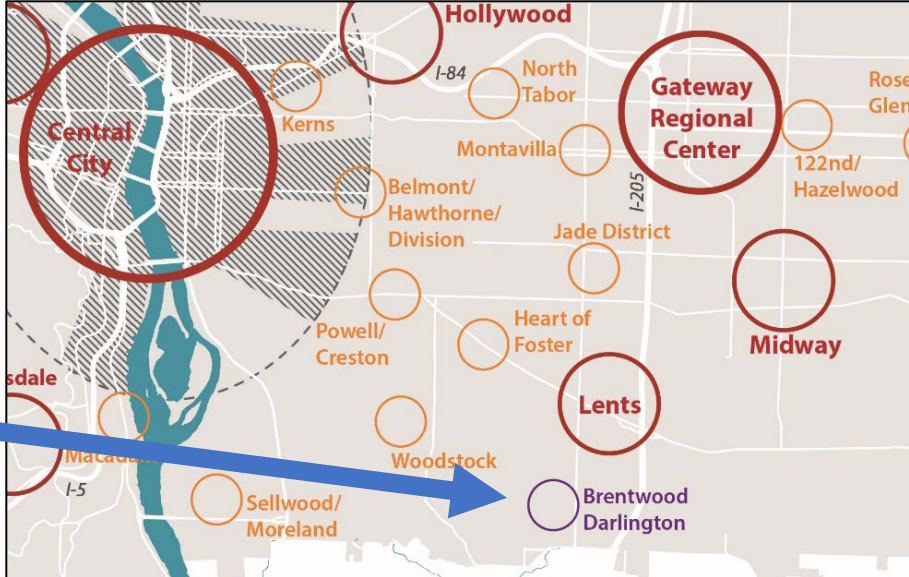 Hollywood
I-84
North
Tabor
Gateway
Regional
Center
Rose
Glen
Kerns
Central
City
Montavilla
122nd/
Hazelwood
Belmont/
Hawthorne/
Division
I-205
Jade District
Powell/
Creston
Heart of
Foster
Midway
sdale
Lents
Macada
Woodstock
I-5
Sellwood/
Moreland
Brentwood
Darlington